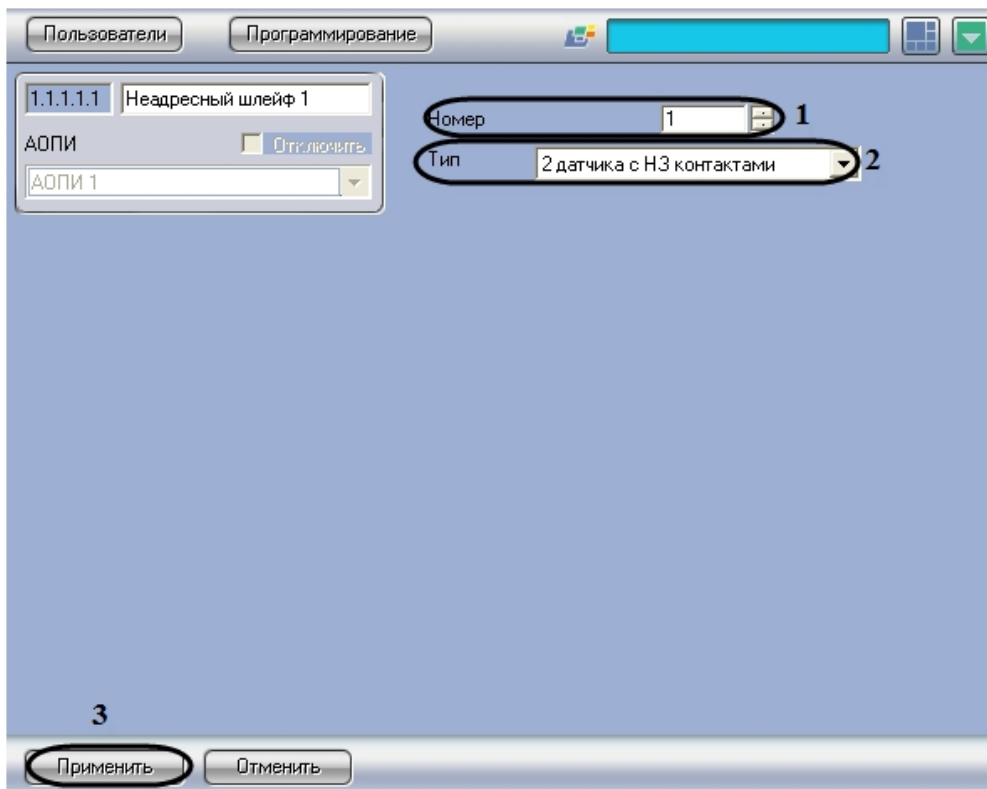 Пользователи Программирование
1.1.1.1.1 Неадресный шлейф 1
АОПИ Отключить
АОПИ 1
Номер 1 1
Тип 2 датчика с НЗ контактами 2
3
Применить Отменить